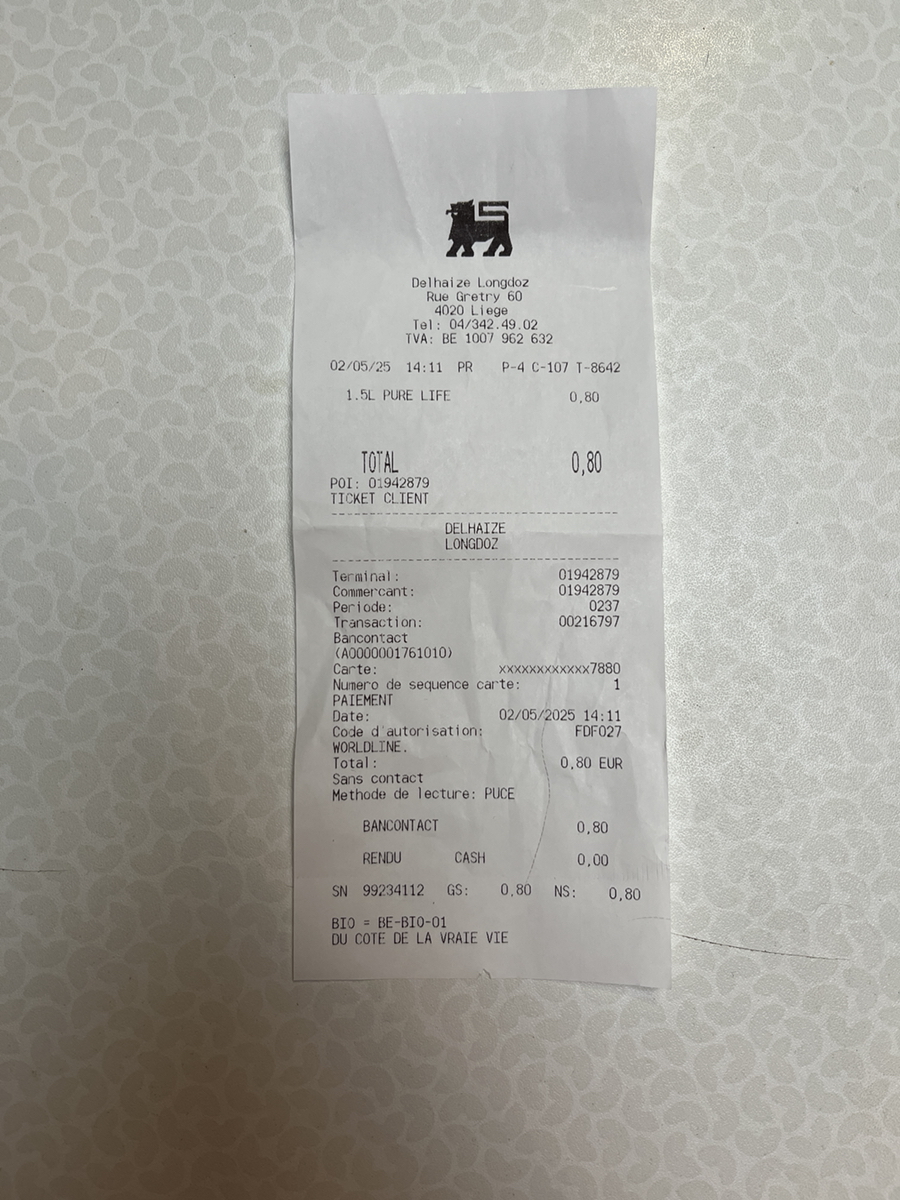 Delhaize Longdoz
Rue Gretry 60
4020 Liege
Tel: 04/342.49.02
TVA: BE 1007 962 632
02/05/25 14:11 PR P-4 C-107 T-8642
1.5L PURE LIFE 0,80
TOTAL 0,80
POI: 01942879
TICKET CLIENT
DELHAIZE
LONGDOZ
Terminal: 01942879
Commercant: 01942879
Periode: 0237
Transaction: 00216797
Bancontact
(A0000001761010)
Carte: xxxxxxxxxxxx7880
Numero de sequence carte: 1
PAIEMENT
Date: 02/05/2025 14:11
Code d'autorisation: FDF027
WORLDLINE.
Total: 0,80 EUR
Sans contact
Methode de lecture: PUCE
BANCONTACT 0,80
RENDU CASH 0,00
SN 99234112 GS: 0,80 NS: 0,80
BIO = BE-BIO-01
DU COTE DE LA VRAIE VIE